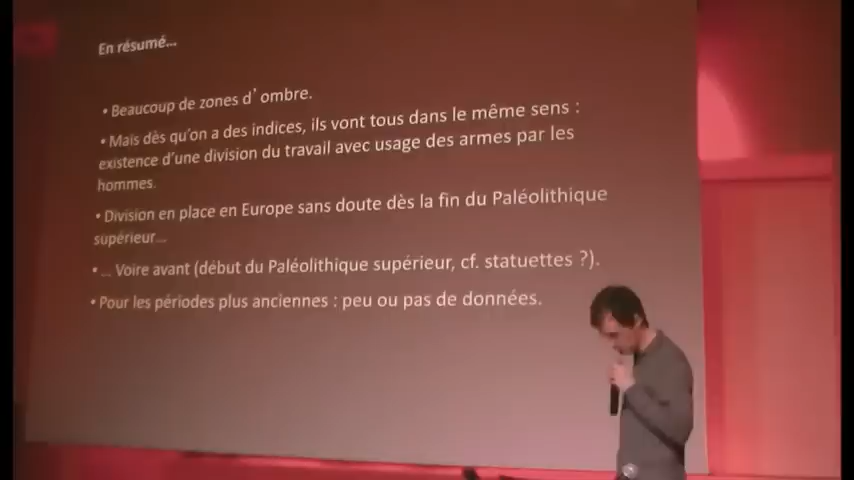 En résumé...
• Beaucoup de zones d’ ombre.
• Mais dès qu'on a des indices, ils vont tous dans le même sens :
existence d'une division du travail avec usage des armes par les
hommes.
• Division en place en Europe sans doute dès la fin du Paléolithique
supérieur...
• ... Voire avant (début du Paléolithique supérieur, cf. statuettes ?).
• Pour les périodes plus anciennes : peu ou pas de données.